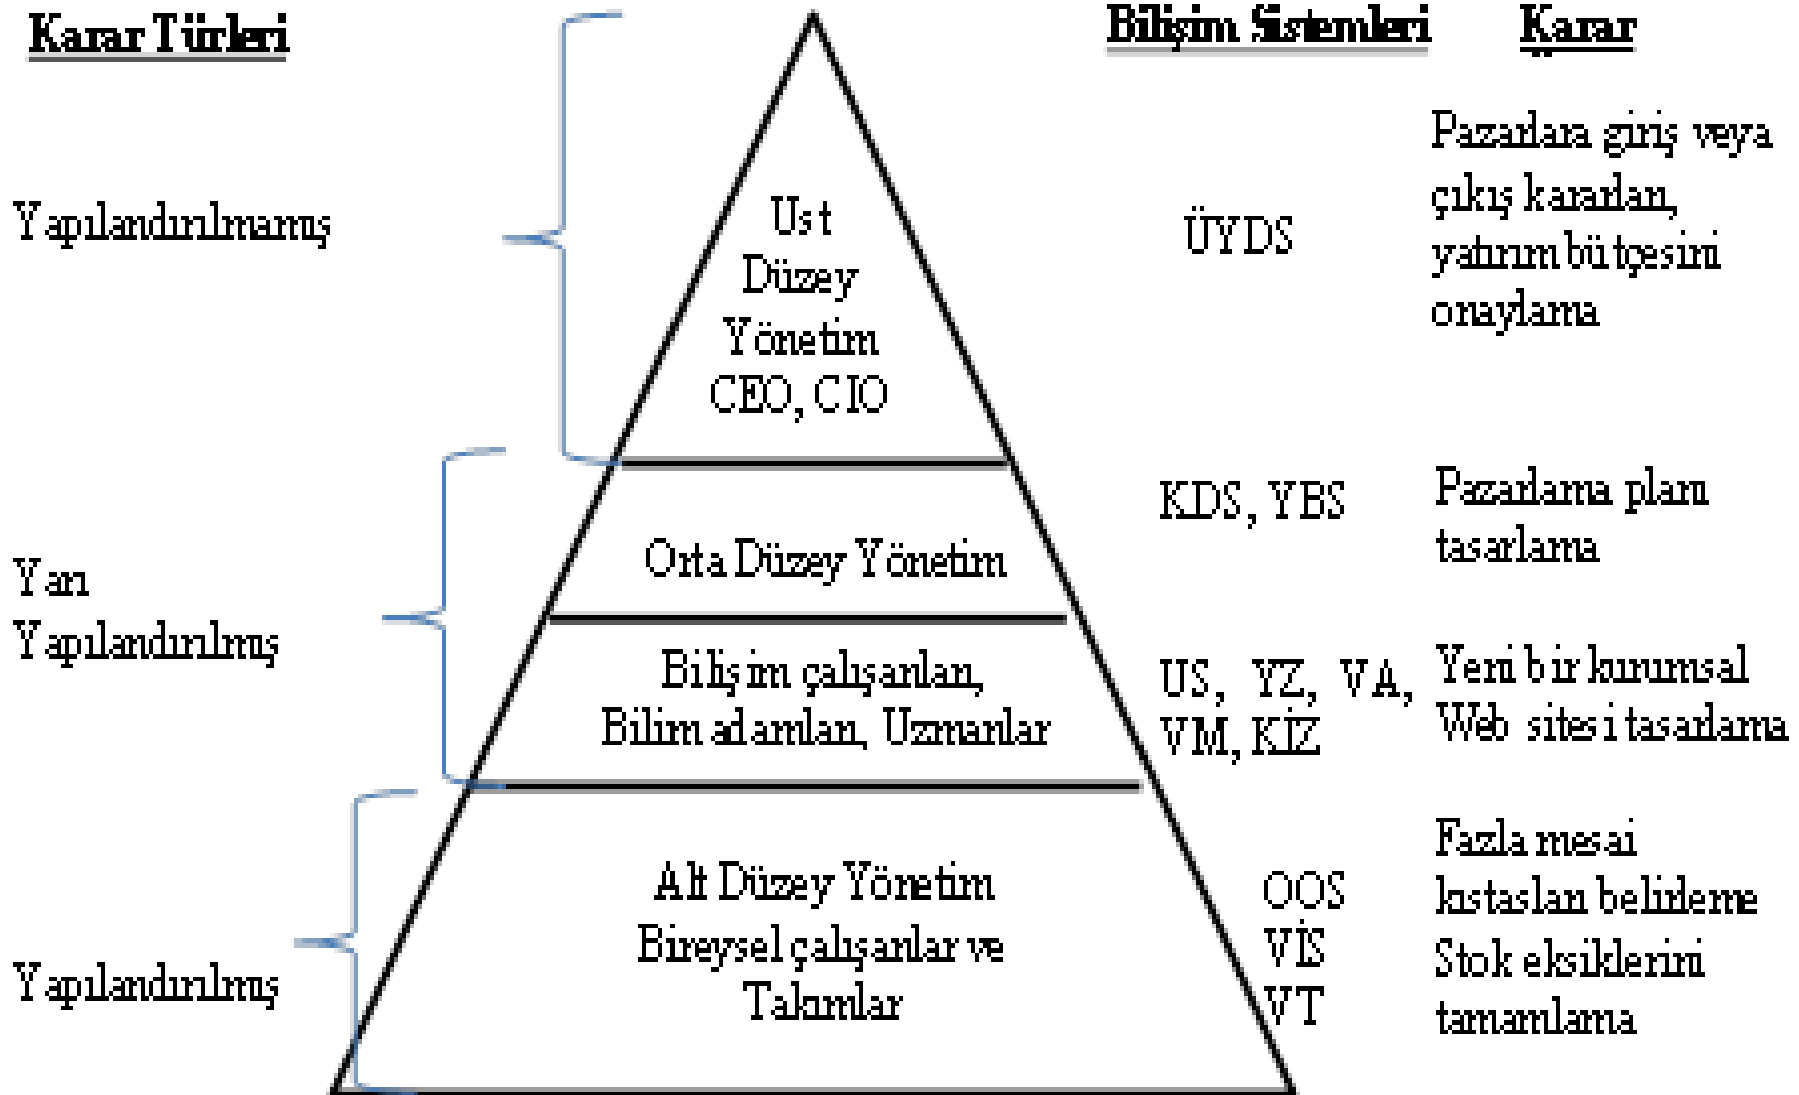 Karar Türleri
Bilişim Sistemleri
Karar
Yapılandırılmamış
Ust
Düzey
Yönetim
CEO, CIO
ÜYDS
Pazarlara giriş veya
çıkış kararları,
yatırım bütçesini
onaylama
Yarı
Yapılandırılmış
Orta Düzey Yönetim
KDS, YBS
Pazarlama planı
tasarlama
Bilişim çalışanları,
Bilim adamları, Uzmanlar
US, YZ, VA,
VM, KİZ
Yeni bir kurumsal
Web sitesi tasarlama
Yapılandırılmış
Alt Düzey Yönetim
Bireysel çalışanlar ve
Takımlar
OOS
VİS
VT
Fazla mesai
kıstasları belirleme
Stok eksiklerini
tamamlama